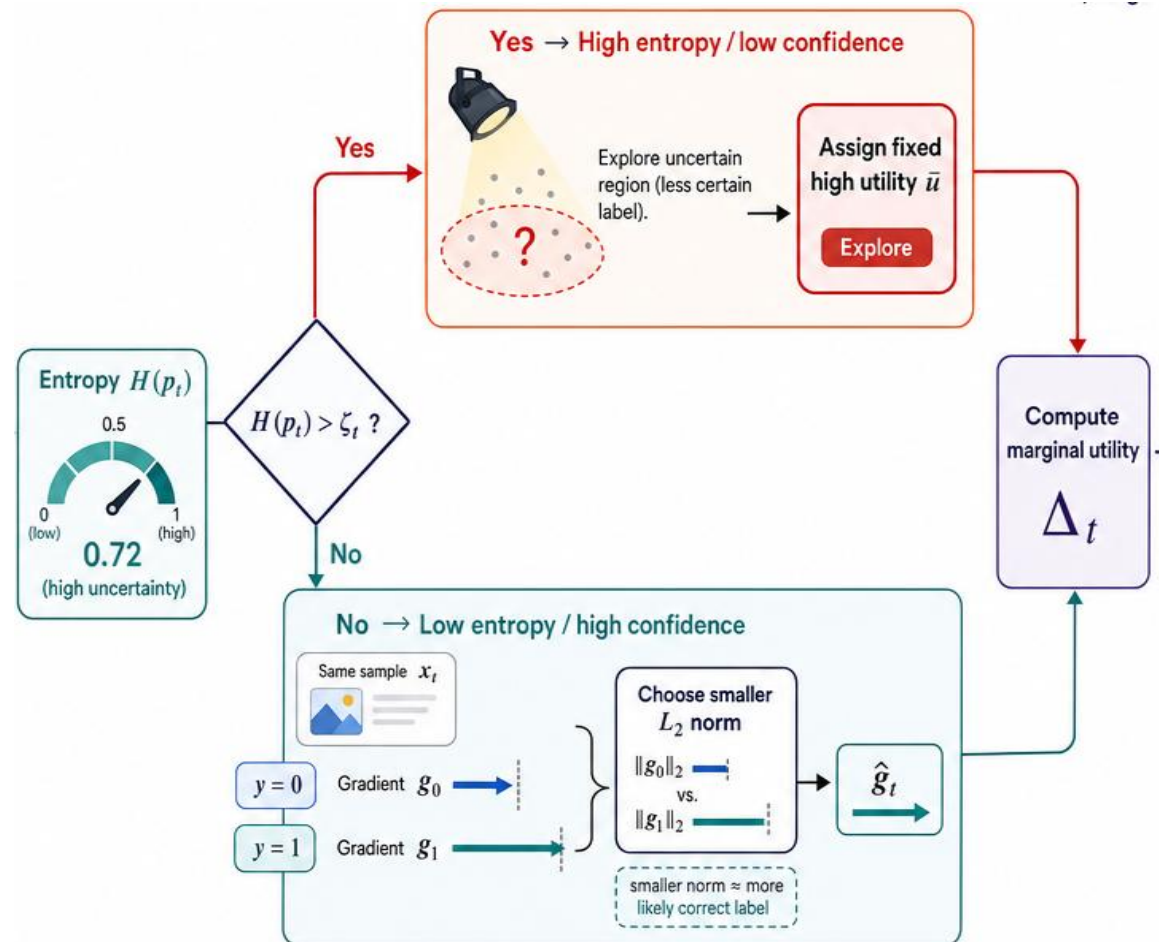 Yes → High entropy / low confidence
Yes
Explore uncertain
region (less certain
label).
?
Assign fixed
high utility ū
Explore
Entropy H(pₜ)
0.5
0
1
(low)
(high)
0.72
(high uncertainty)
H(pₜ) > ζₜ ?
Compute
marginal utility
Δₜ
No
No → Low entropy / high confidence
Same sample xₜ
y = 0
Gradient g₀
y = 1
Gradient g₁
Choose smaller
L₂ norm
‖g₀‖₂
vs.
‖g₁‖₂
ĝₜ
smaller norm ≈ more
likely correct label